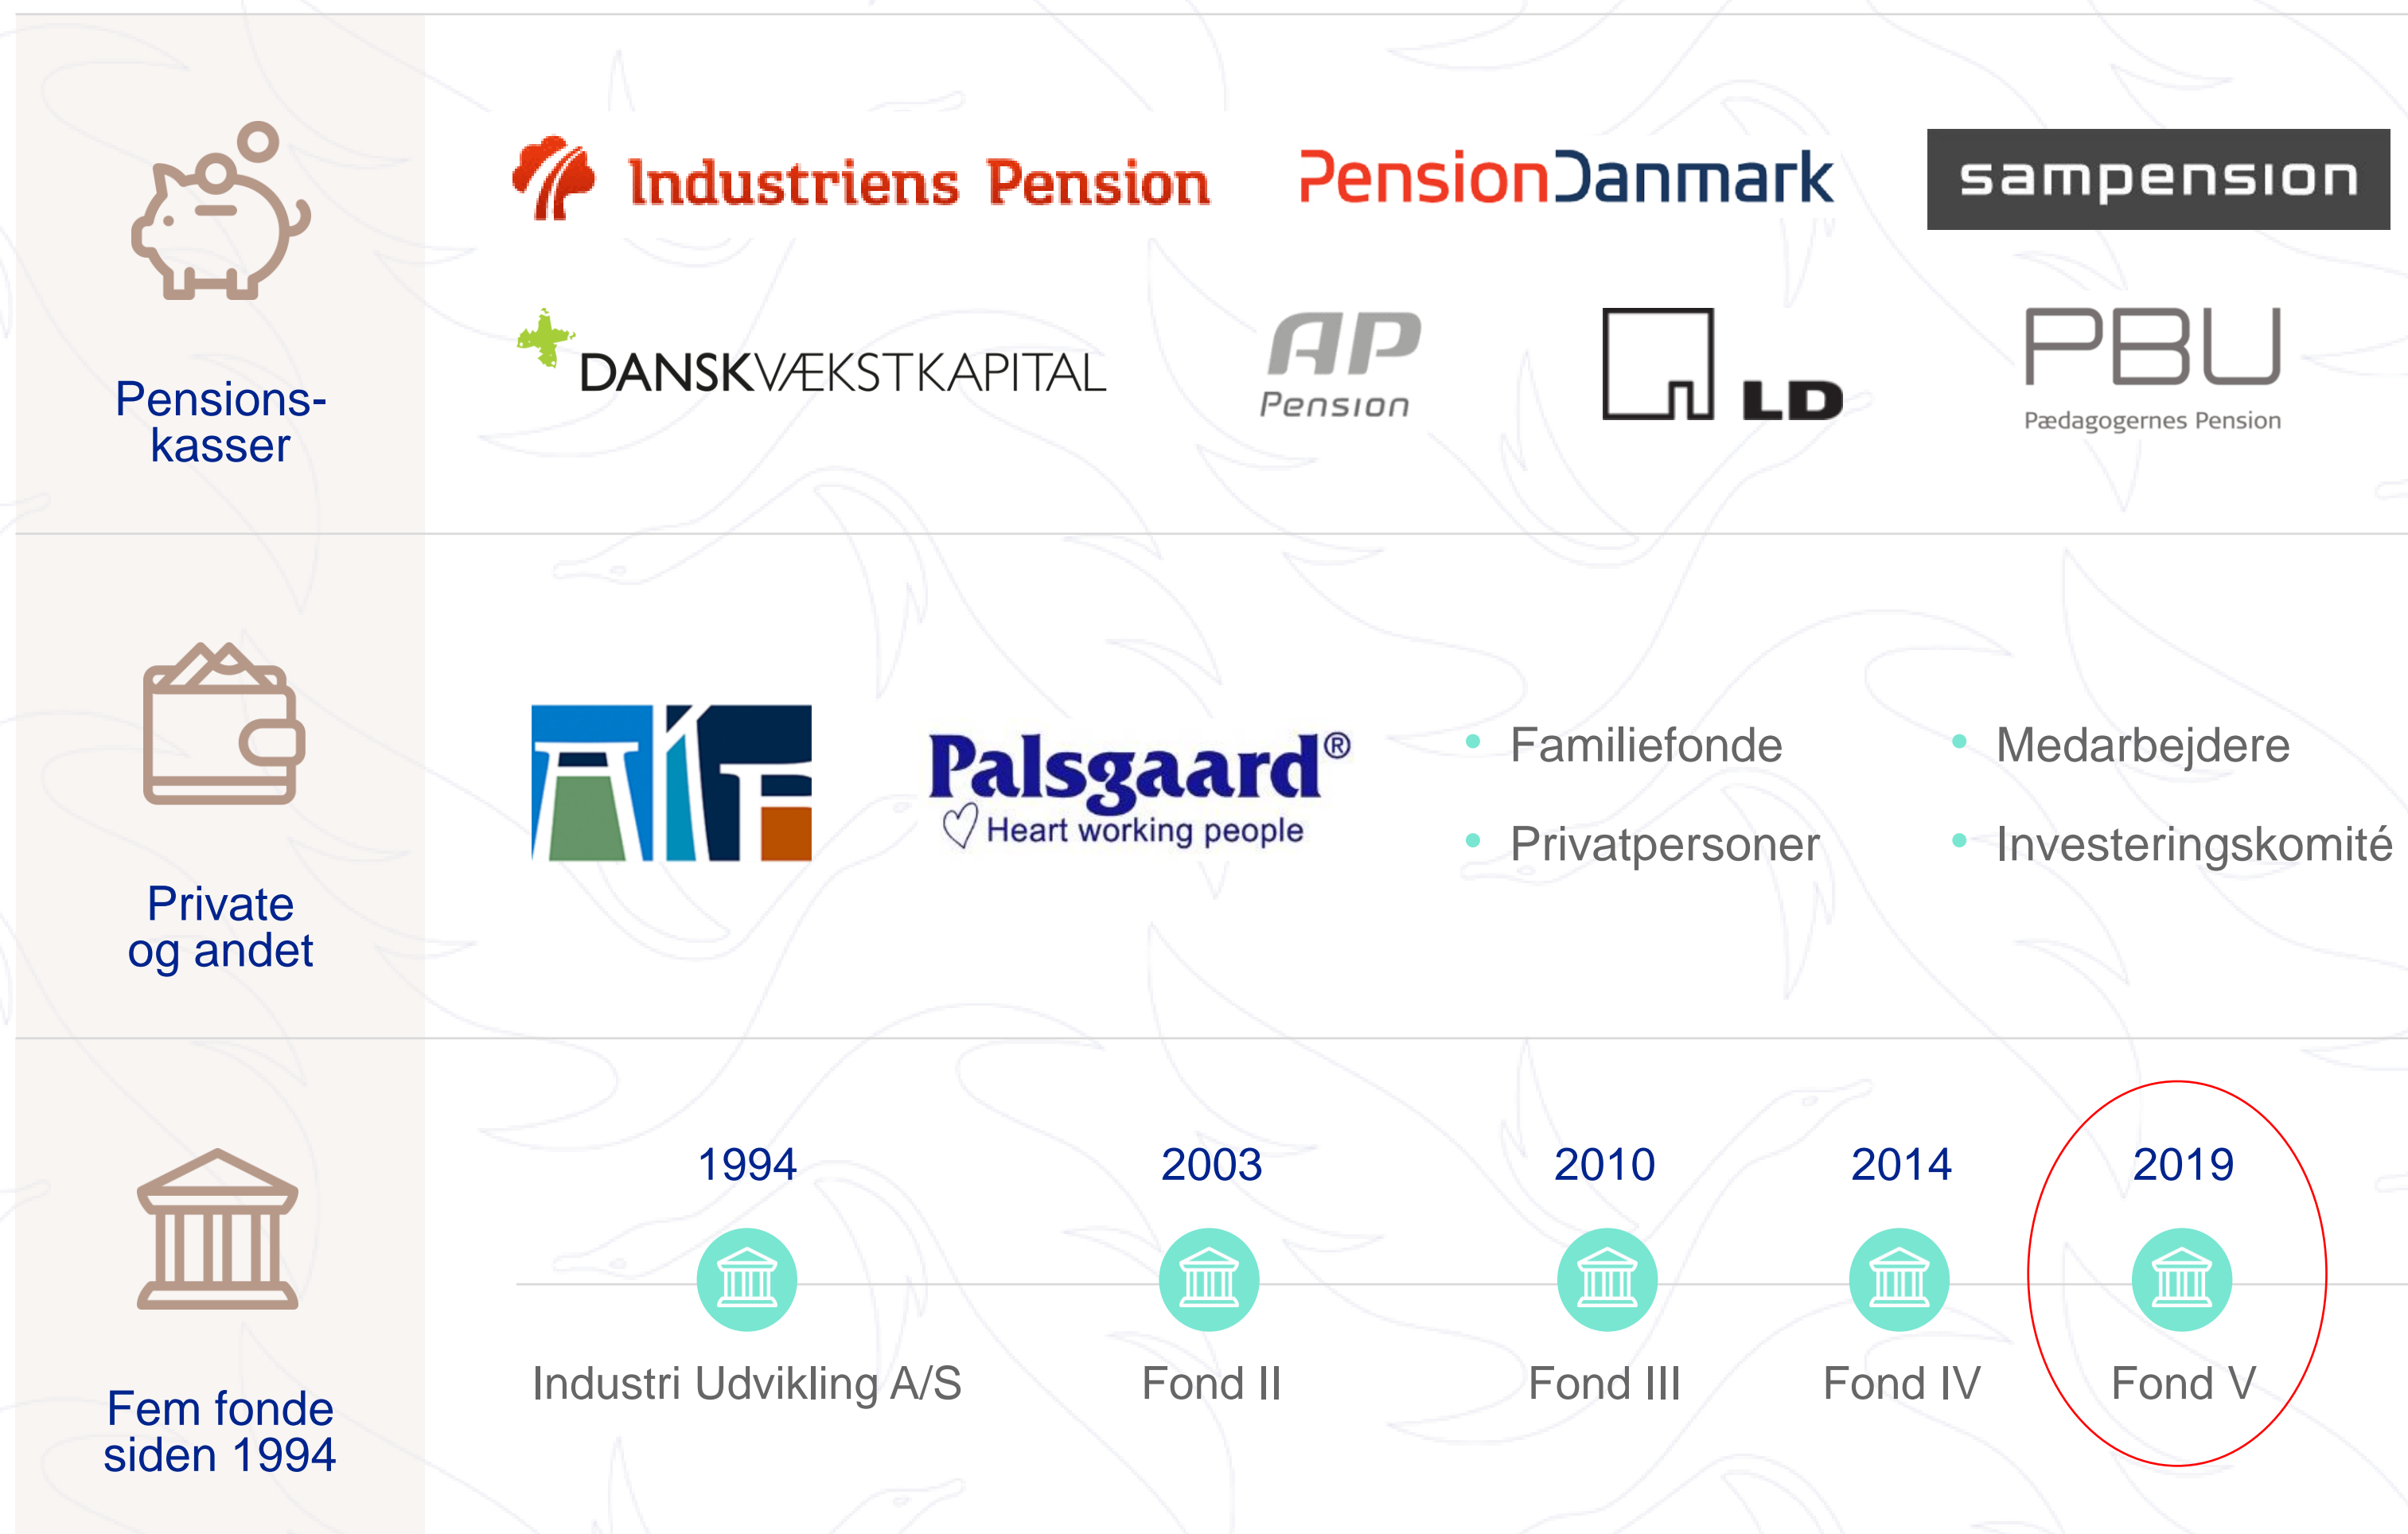 Pensions-
kasser
Industriens Pension
PensionDanmark
sampension
DANSKVÆKSTKAPITAL
AP
Pension
LD
PBU
Pædagogernes Pension
Private
og andet
AIF
Palsgaard®
Heart working people
• Familiefonde
• Privatpersoner
• Medarbejdere
• Investeringskomité
Fem fonde
siden 1994
1994
2003
2010
2014
2019
Industri Udvikling A/S
Fond II
Fond III
Fond IV
Fond V